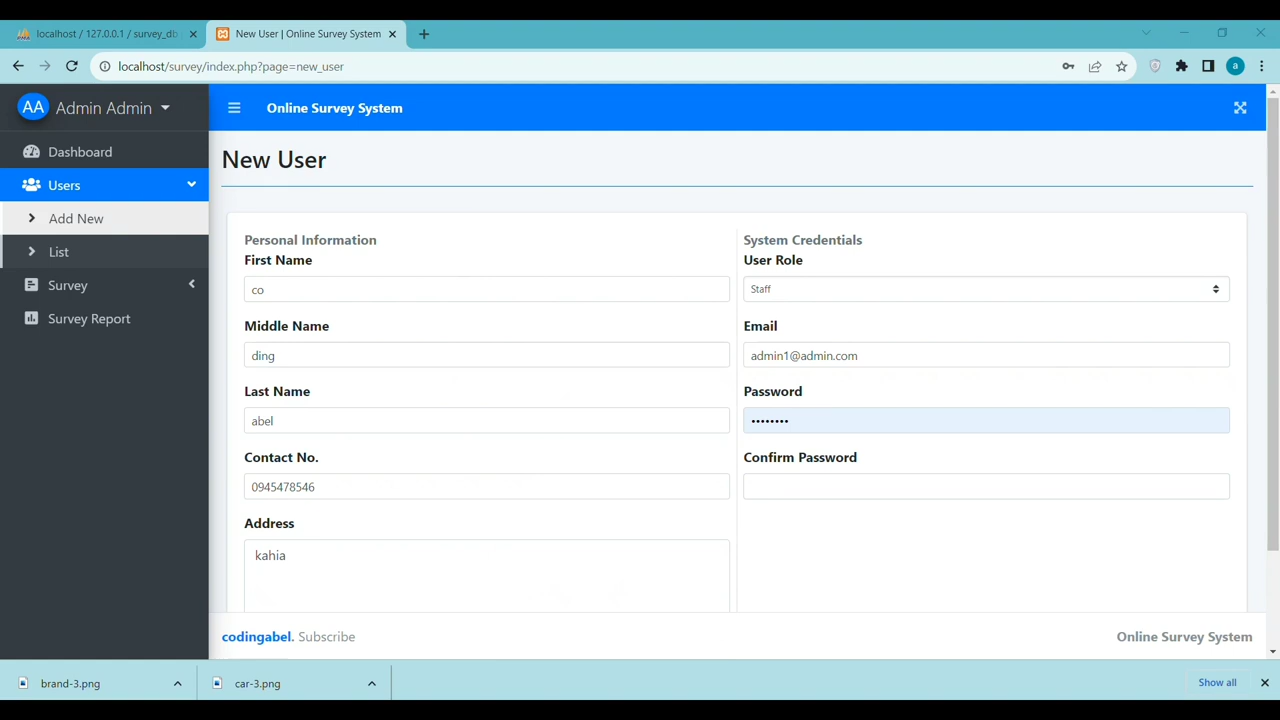 localhost / 127.0.0.1 / survey_db
New User | Online Survey System
localhost/survey/index.php?page=new_user
a
AA Admin Admin
Online Survey System
Dashboard
Users
Add New
List
Survey
Survey Report
New User
Personal Information
First Name
co
Middle Name
ding
Last Name
abel
Contact No.
0945478546
Address
kahia
System Credentials
User Role
Staff
Email
admin1@admin.com
Password
••••••••
Confirm Password
codingabel. Subscribe
Online Survey System
brand-3.png
car-3.png
Show all